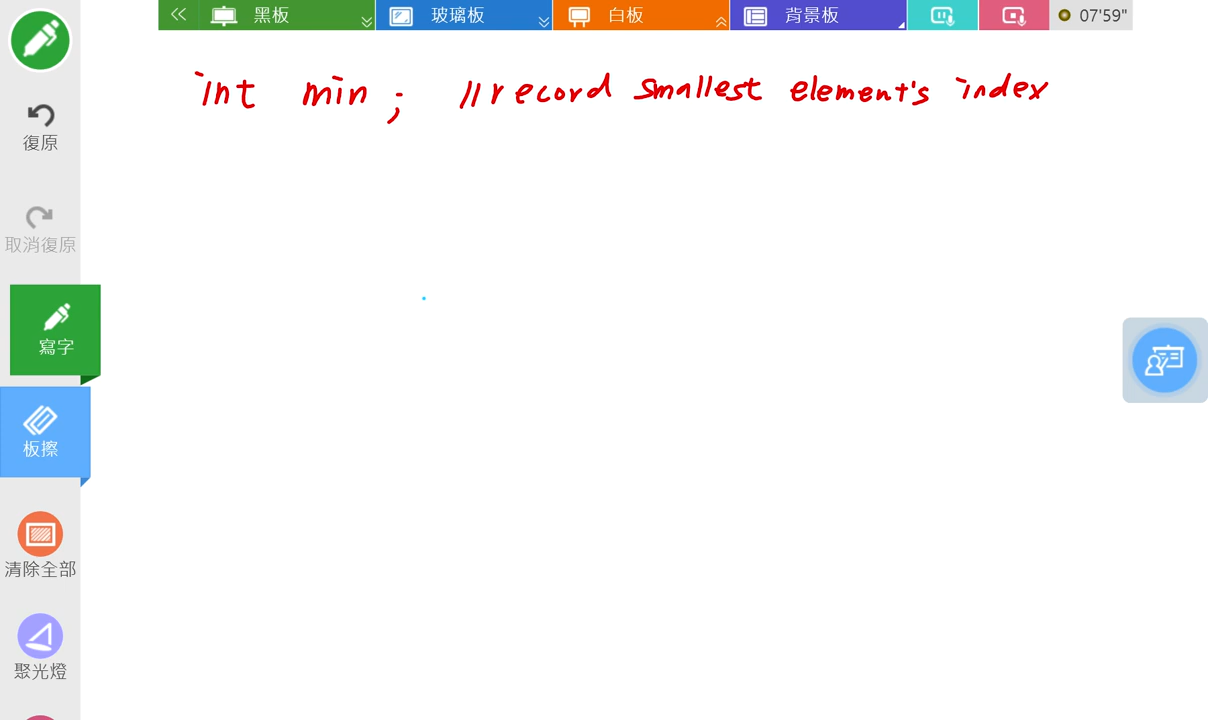 黑板 玻璃板 白板 背景板 07'59"
int min; //record smallest element's index
復原
取消復原
寫字
板擦
清除全部
聚光燈